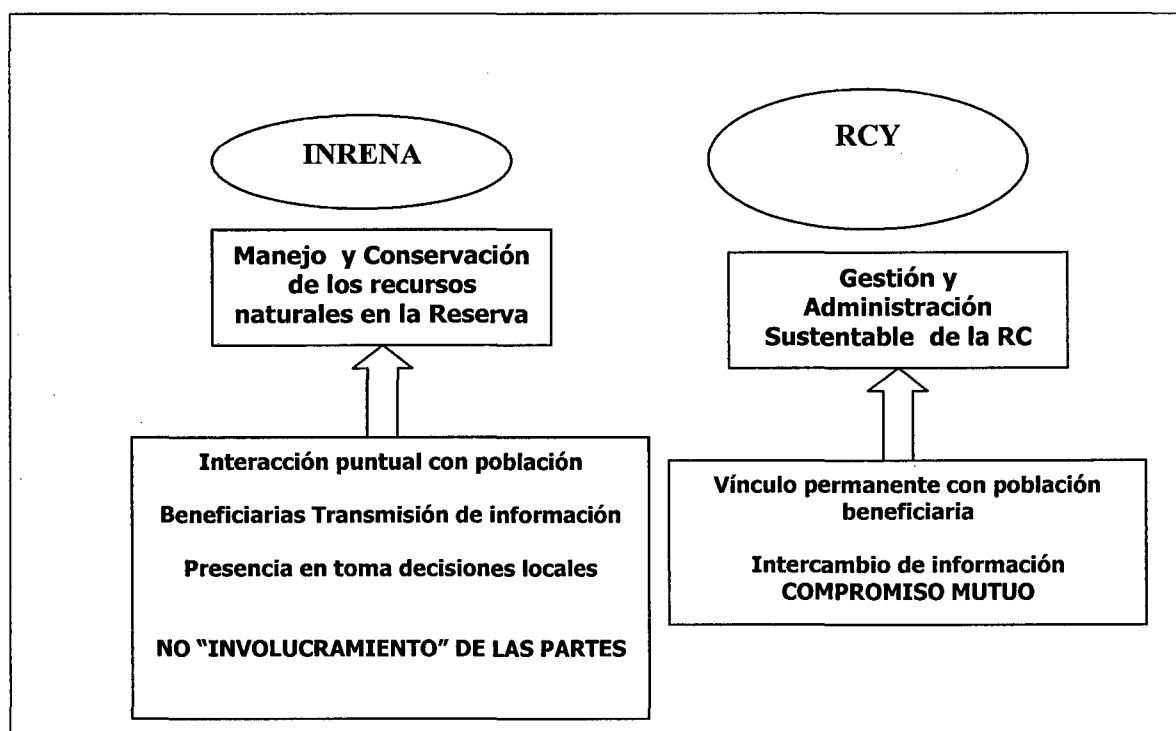 INRENA
Manejo y Conservación
de los recursos
naturales en la Reserva
Interacción puntual con población
Beneficiarias Transmisión de información
Presencia en toma decisiones locales
NO "INVOLUCRAMIENTO" DE LAS PARTES
RCY
Gestión y
Administración
Sustentable de la RC
Vínculo permanente con población
beneficiaria
Intercambio de información
COMPROMISO MUTUO